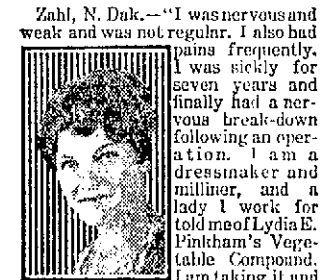 Zahl, N. Dak.—"I was nervous and
weak and was not regular. I also had
pains frequently.
I was sickly for
seven years and
finally had a ner-
vous break-down
following an oper-
ation. I am a
dressmaker and
milliner, and a
lady I work for
told me of Lydia E.
Pinkham's Vege-
table Compound.
I am taking it and